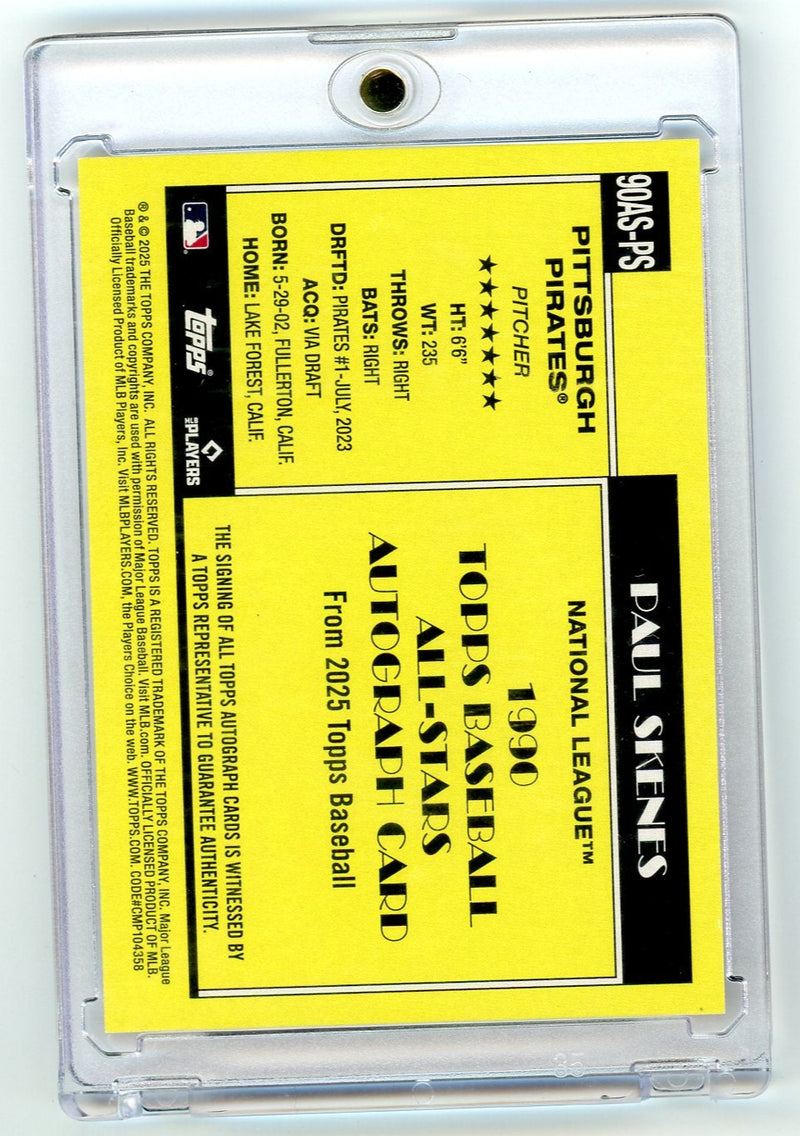 90AS-PS
PAUL SKENES
PITTSBURGH
PIRATES®
PITCHER
★★★★★★★
HT: 6'6"
WT: 235
THROWS: RIGHT
BATS: RIGHT
DRFTD: PIRATES #1-JULY, 2023
ACQ: VIA DRAFT
BORN: 5-29-02, FULLERTON, CALIF.
HOME: LAKE FOREST, CALIF.
NATIONAL LEAGUE™
1990
TOPPS BASEBALL
ALL-STARS
AUTOGRAPH CARD
From 2025 Topps Baseball
THE SIGNING OF ALL TOPPS AUTOGRAPH CARDS IS WITNESSED BY
A TOPPS REPRESENTATIVE TO GUARANTEE AUTHENTICITY.
topps®
MLB PLAYERS
® & © 2025 THE TOPPS COMPANY, INC. ALL RIGHTS RESERVED. TOPPS IS A REGISTERED TRADEMARK OF THE TOPPS COMPANY, INC. Major League
Baseball trademarks and copyrights are used with permission of Major League Baseball. Visit MLB.com. OFFICIALLY LICENSED PRODUCT OF MLB.
Officially Licensed Product of MLB Players, Inc. Visit MLBPLAYERS.COM, the Players Choice on the web. WWW.TOPPS.COM. CODE#CMP104358
35